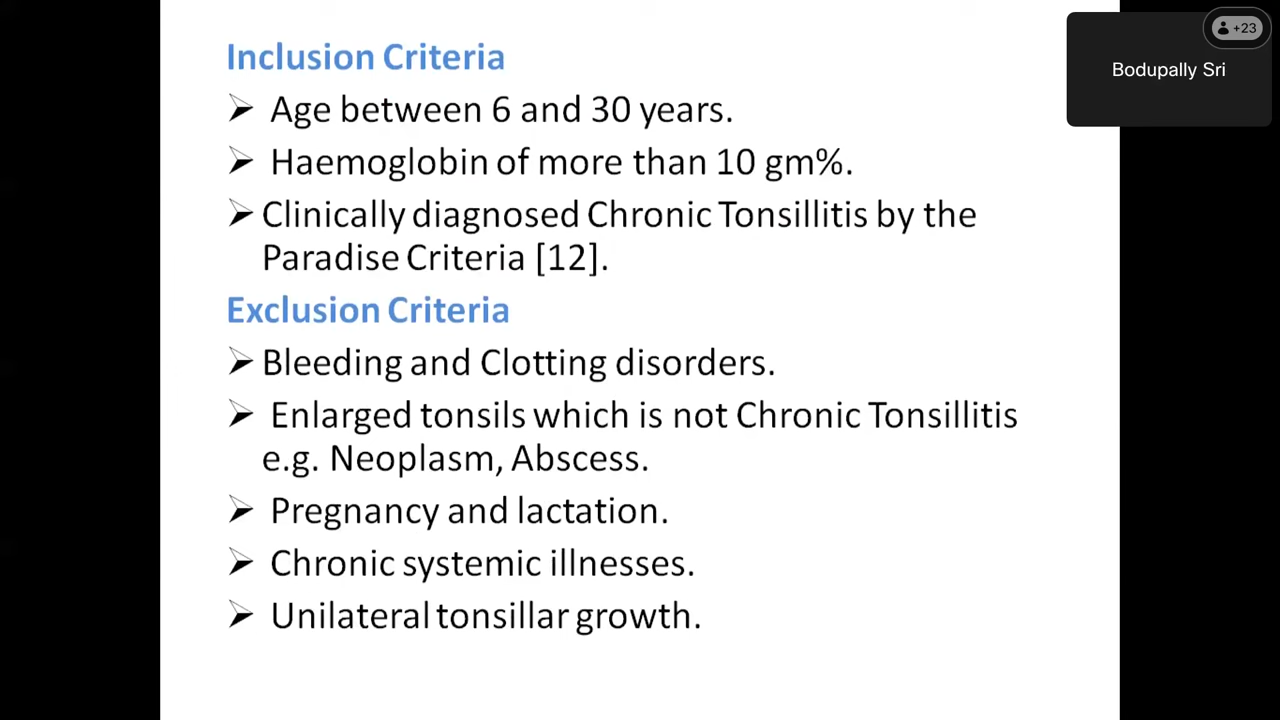 Inclusion Criteria
➢ Age between 6 and 30 years.
➢ Haemoglobin of more than 10 gm%.
➢ Clinically diagnosed Chronic Tonsillitis by the
Paradise Criteria [12].
Exclusion Criteria
➢ Bleeding and Clotting disorders.
➢ Enlarged tonsils which is not Chronic Tonsillitis
e.g. Neoplasm, Abscess.
➢ Pregnancy and lactation.
➢ Chronic systemic illnesses.
➢ Unilateral tonsillar growth.
+23
Bodupally Sri